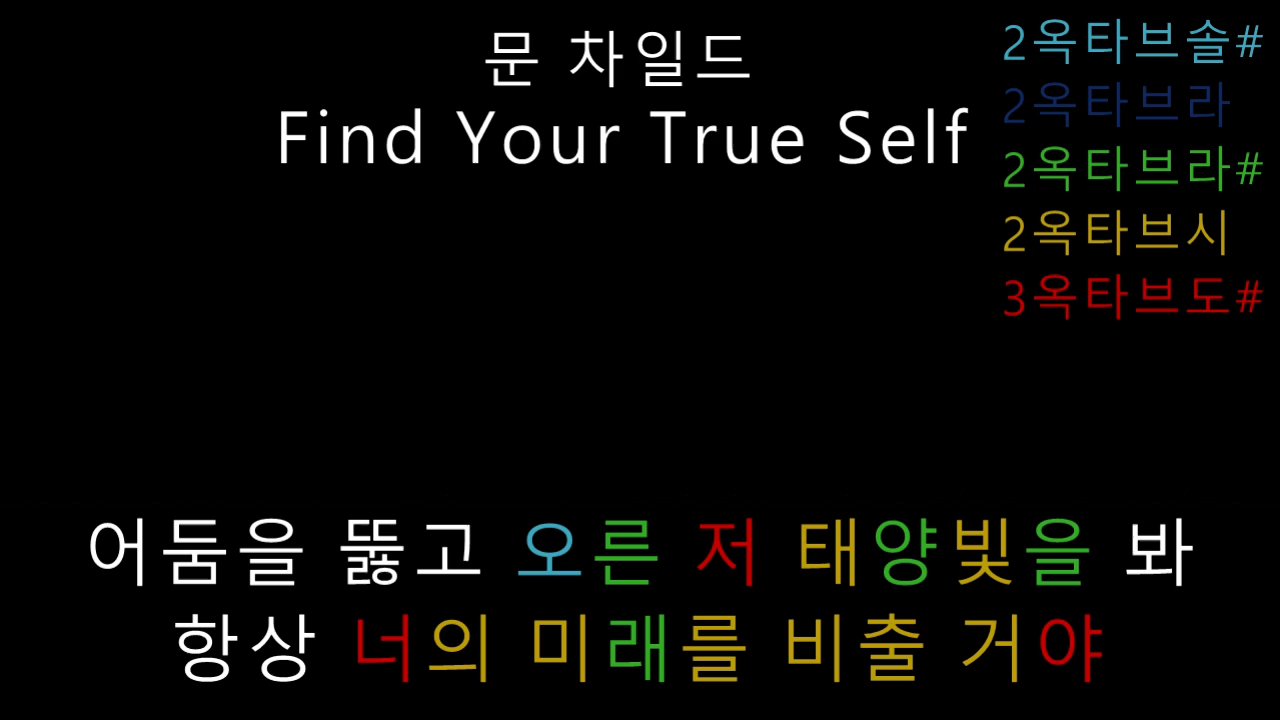 문 차일드
Find Your True Self
2옥타브솔#
2옥타브라
2옥타브라#
2옥타브시
3옥타브도#
어둠을 뚫고 오른 저 태양빛을 봐
항상 너의 미래를 비출 거야